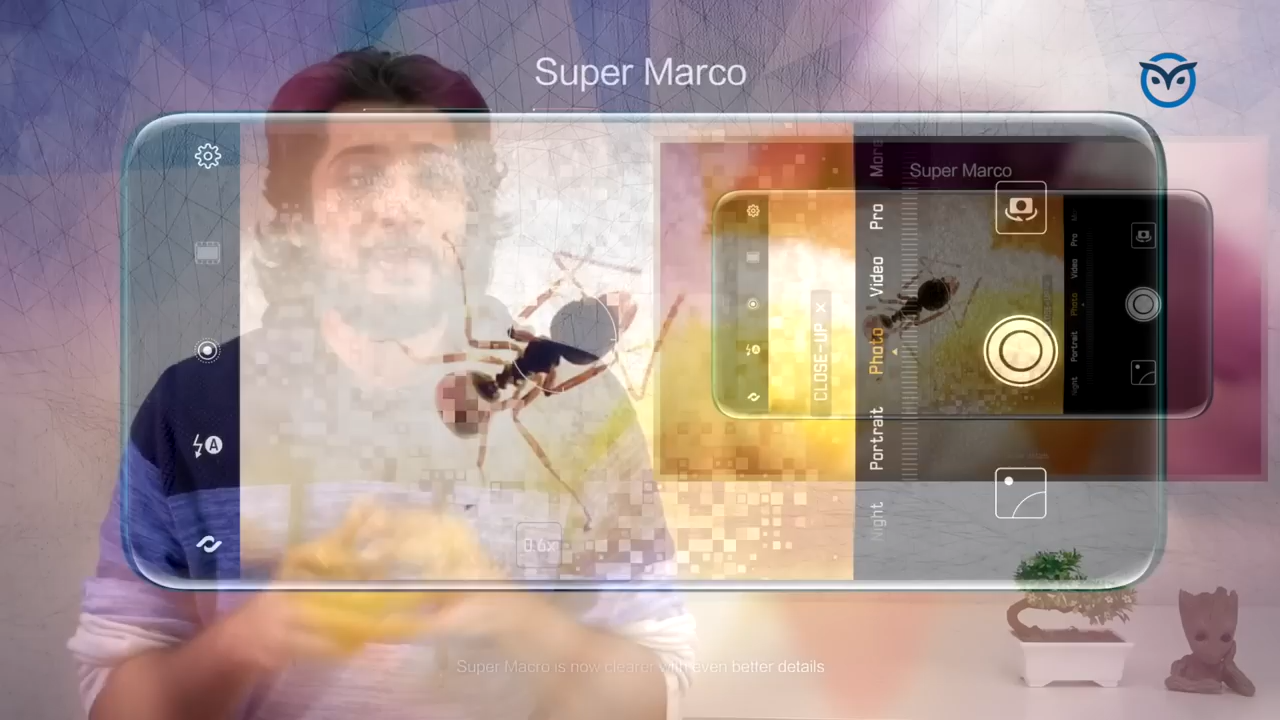 Super Marco
Super Marco
More
Pro
Video
Photo
Portrait
Night
CLOSE-UP X
A
0.6x
Pro
Video
Photo
Portrait
Night
Super Macro is now clearer with even better details